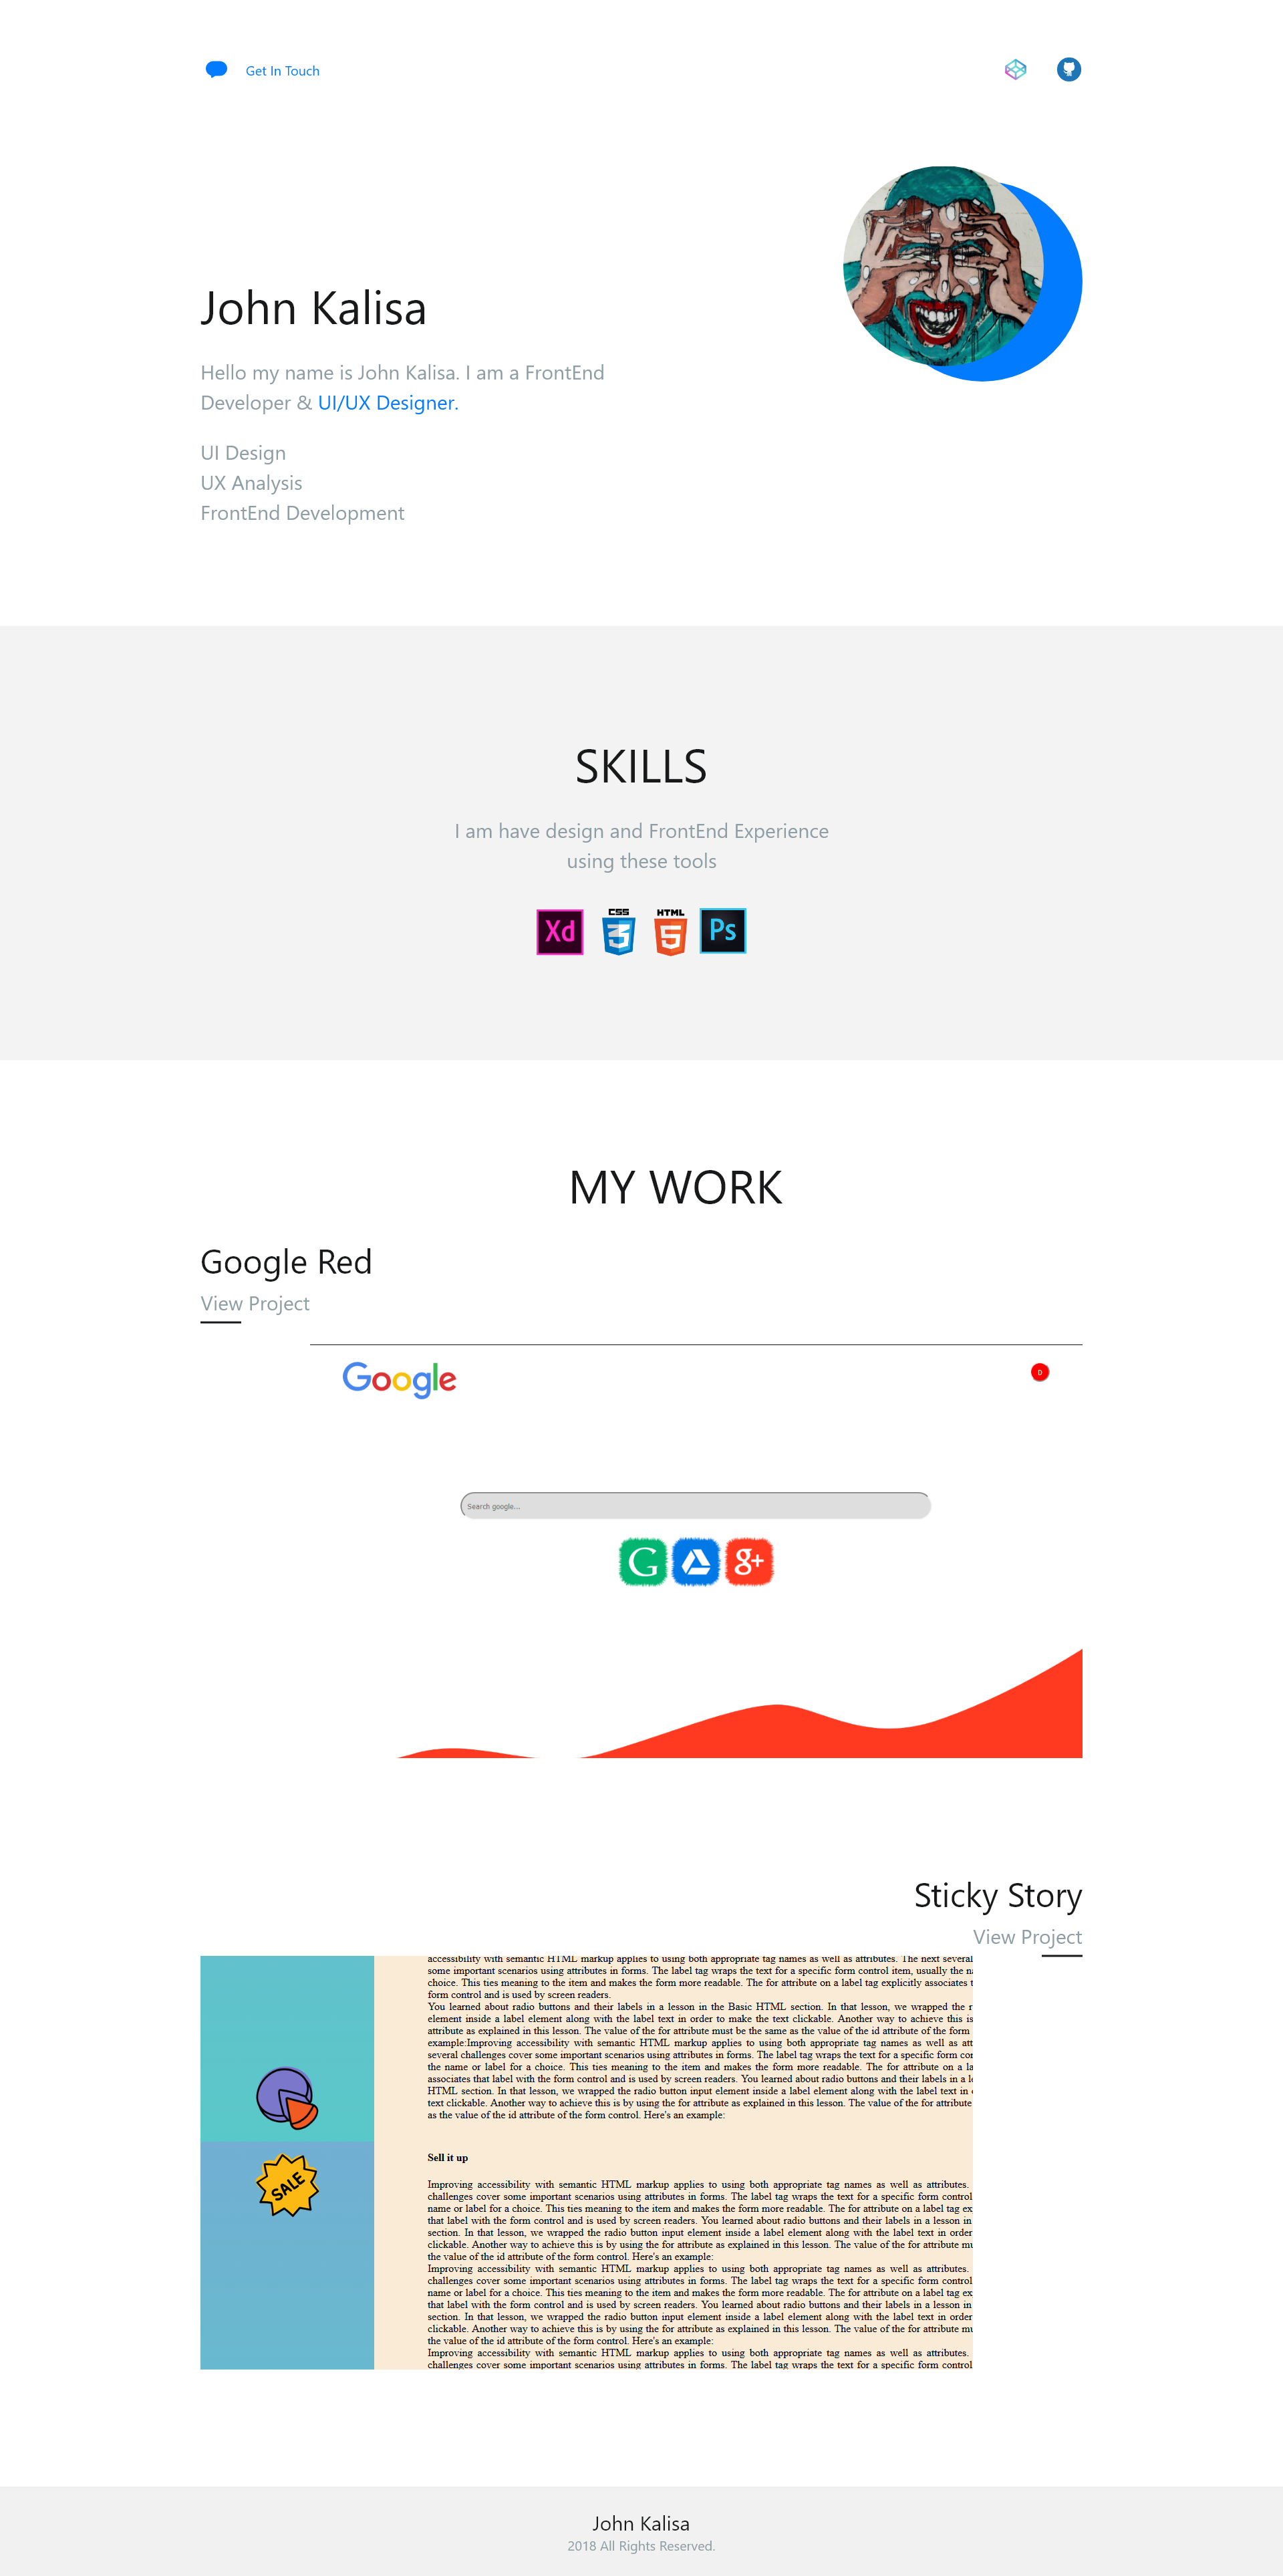 Get In Touch
John Kalisa
Hello my name is John Kalisa. I am a FrontEnd
Developer & UI/UX Designer.
UI Design
UX Analysis
FrontEnd Development
SKILLS
I am have design and FrontEnd Experience
using these tools
Xd CSS 3 HTML 5 Ps
MY WORK
Google Red
View Project
Google
D
Search google...
G g+
Sticky Story
View Project
accessibility with semantic HTML markup applies to using both appropriate tag names as well as attributes. The next several
some important scenarios using attributes in forms. The label tag wraps the text for a specific form control item, usually the
choice. This ties meaning to the item and makes the form more readable. The for attribute on a label tag explicitly associates
form control and is used by screen readers.
You learned about radio buttons and their labels in a lesson in the Basic HTML section. In that lesson, we wrapped the
element inside a label element along with the label text in order to make the text clickable. Another way to achieve this is
attribute as explained in this lesson. The value of the for attribute must be the same as the value of the id attribute of the form
example:Improving accessibility with semantic HTML markup applies to using both appropriate tag names as well as
several challenges cover some important scenarios using attributes in forms. The label tag wraps the text for a specific form
the name or label for a choice. This ties meaning to the item and makes the form more readable. The for attribute on a
associates that label with the form control and is used by screen readers. You learned about radio buttons and their labels in a
HTML section. In that lesson, we wrapped the radio button input element inside a label element along with the label text in
text clickable. Another way to achieve this is by using the for attribute as explained in this lesson. The value of the for attribute
as the value of the id attribute of the form control. Here's an example:
Sell it up
SALE
Improving accessibility with semantic HTML markup applies to using both appropriate tag names as well as attributes.
challenges cover some important scenarios using attributes in forms. The label tag wraps the text for a specific form control
name or label for a choice. This ties meaning to the item and makes the form more readable. The for attribute on a label tag
that label with the form control and is used by screen readers. You learned about radio buttons and their labels in a lesson in
section. In that lesson, we wrapped the radio button input element inside a label element along with the label text in order
clickable. Another way to achieve this is by using the for attribute as explained in this lesson. The value of the for attribute
the value of the id attribute of the form control. Here's an example:
Improving accessibility with semantic HTML markup applies to using both appropriate tag names as well as attributes.
challenges cover some important scenarios using attributes in forms. The label tag wraps the text for a specific form control
name or label for a choice. This ties meaning to the item and makes the form more readable. The for attribute on a label tag
that label with the form control and is used by screen readers. You learned about radio buttons and their labels in a lesson in
section. In that lesson, we wrapped the radio button input element inside a label element along with the label text in order
clickable. Another way to achieve this is by using the for attribute as explained in this lesson. The value of the for attribute
the value of the id attribute of the form control. Here's an example:
Improving accessibility with semantic HTML markup applies to using both appropriate tag names as well as attributes.
challenges cover some important scenarios using attributes in forms. The label tag wraps the text for a specific form control
John Kalisa
2018 All Rights Reserved.